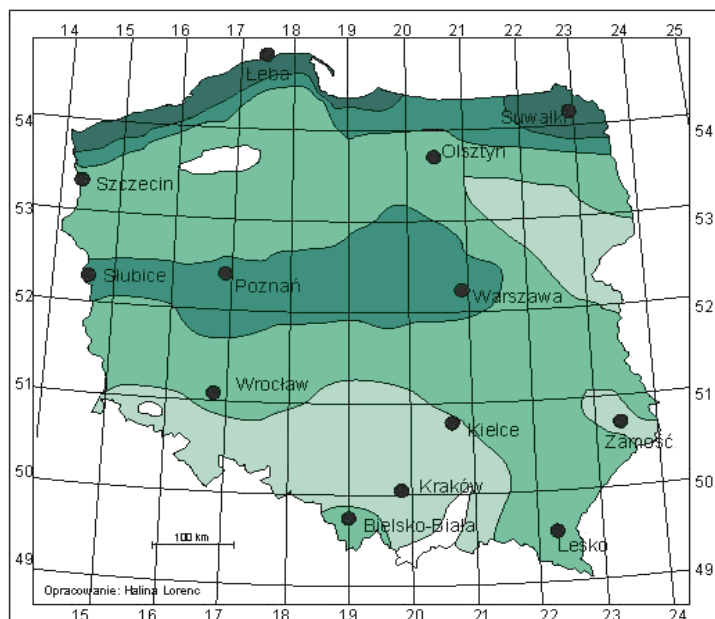 14 15 16 17 18 19 20 21 22 23 24
Łeba
54
Suwałki
54
Olsztyn
Szczecin
53
53
Słubice
Poznań
Warszawa
52
52
Wrocław
51
51
Kielce
Zamość
50
Kraków
50
Bielsko-Biała
Lesko
100 km
49
49
Opracowanie: Halina Lorenc
15 16 17 18 19 20 21 22 23 24 25